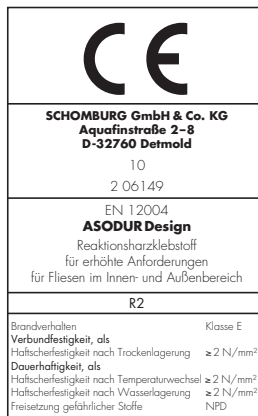 CE
SCHOMBURG GmbH & Co. KG
Aquafinstraße 2–8
D-32760 Detmold
10
2 06149
EN 12004
ASODUR Design
Reaktionsharzklebstoff
für erhöhte Anforderungen
für Fliesen im Innen- und Außenbereich
R2
Brandverhalten Klasse E
Verbundfestigkeit, als
Haftscherfestigkeit nach Trockenlagerung ≥ 2 N/mm²
Dauerhaftigkeit, als
Haftscherfestigkeit nach Temperaturwechsel ≥ 2 N/mm²
Haftscherfestigkeit nach Wasserlagerung ≥ 2 N/mm²
Freisetzung gefährlicher Stoffe NPD